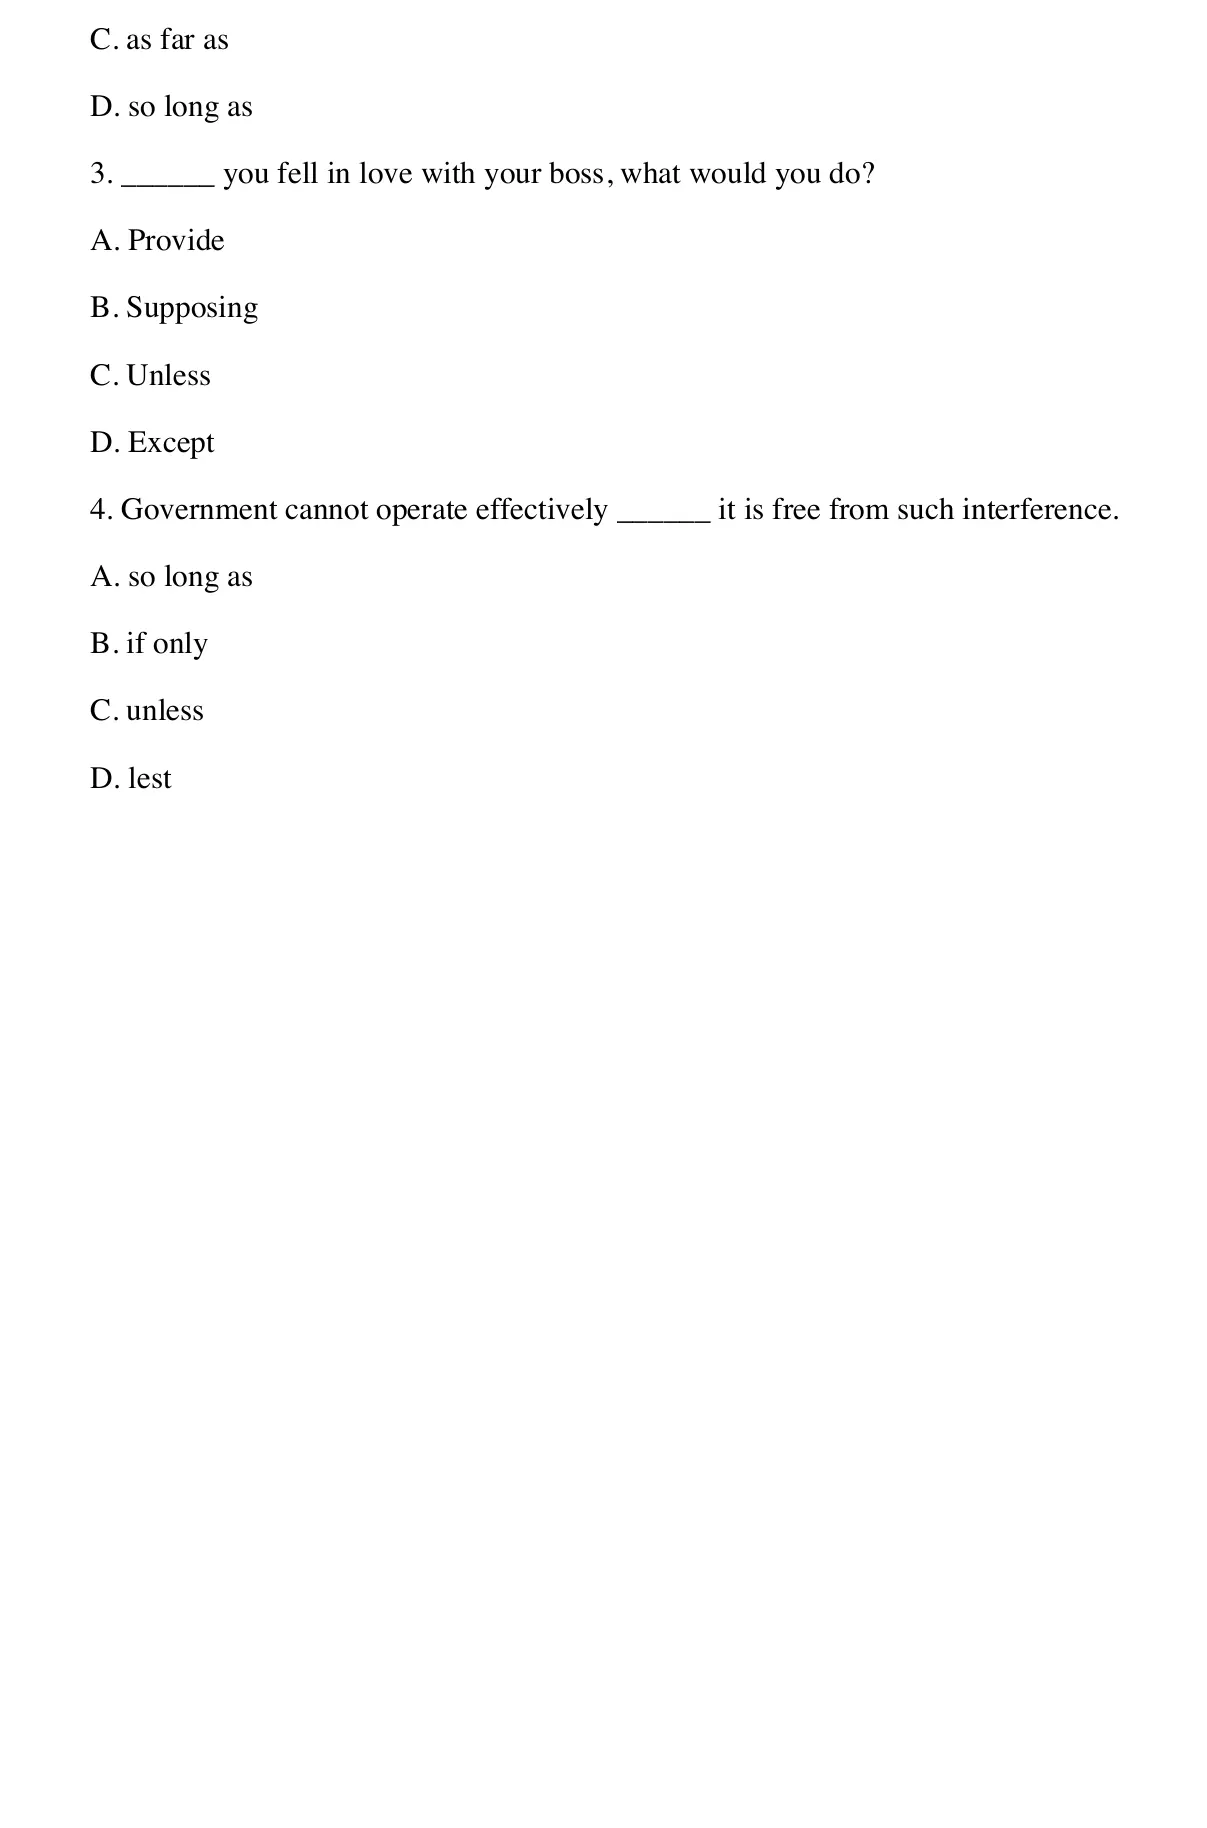 C. as far as
D. so long as
3. ______ you fell in love with your boss, what would you do?
A. Provide
B. Supposing
C. Unless
D. Except
4. Government cannot operate effectively ______ it is free from such interference.
A. so long as
B. if only
C. unless
D. lest